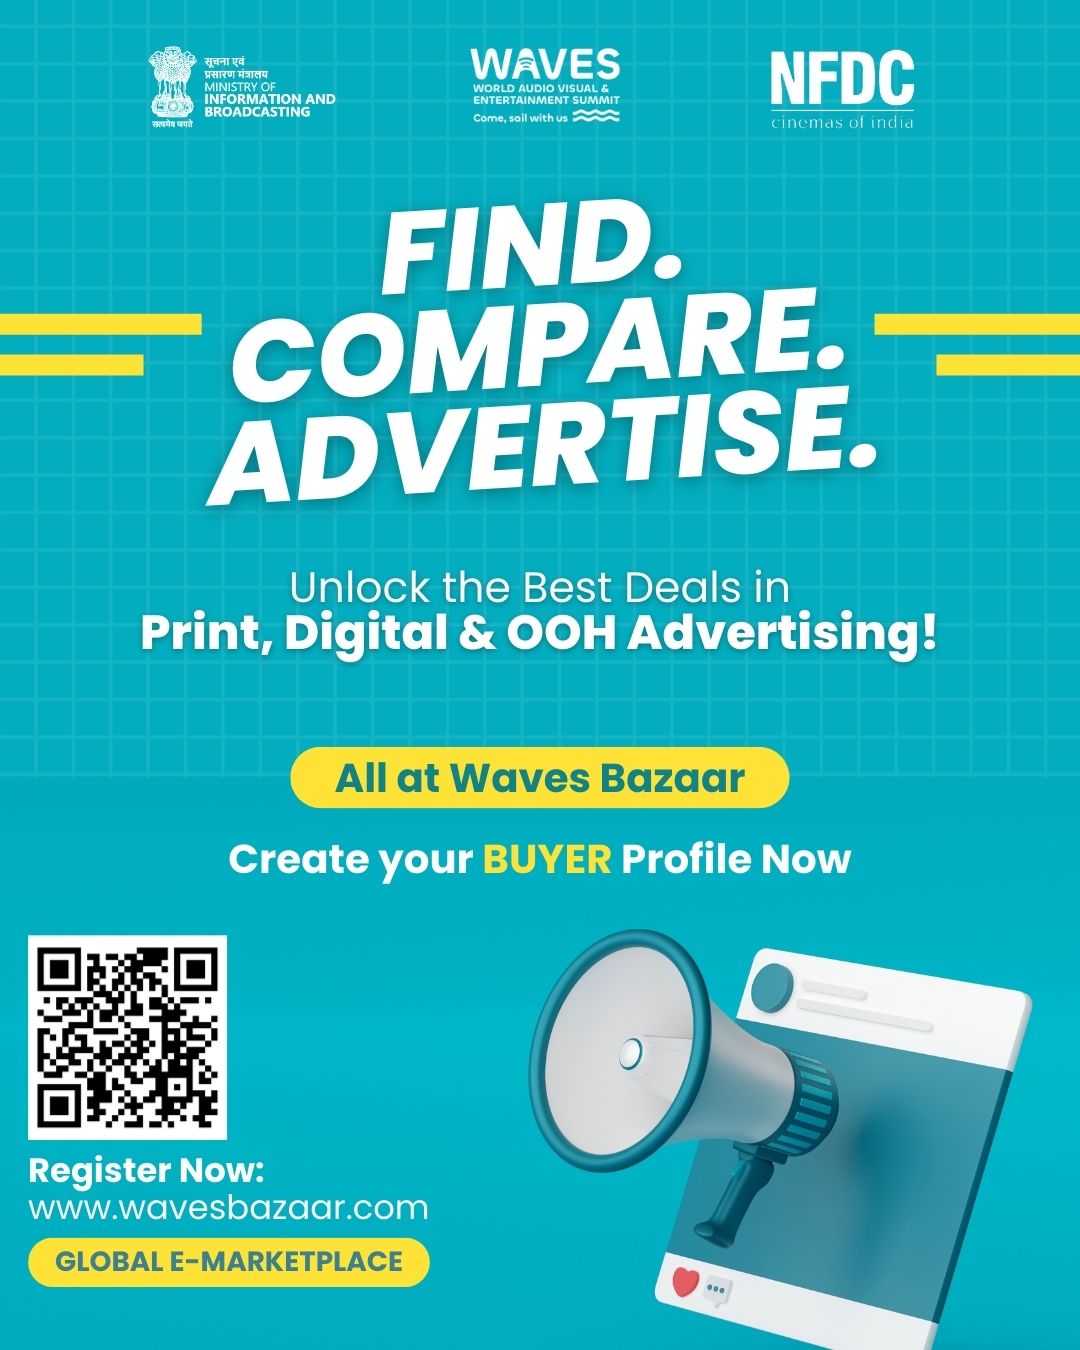 सूचना एवं
प्रसारण मंत्रालय
MINISTRY OF
INFORMATION AND
BROADCASTING
सत्यमेव जयते
WAVES
WORLD AUDIO VISUAL &
ENTERTAINMENT SUMMIT
Come, sail with us
NFDC
cinemas of india
FIND.
COMPARE.
ADVERTISE.
Unlock the Best Deals in
Print, Digital & OOH Advertising!
All at Waves Bazaar
Create your BUYER Profile Now
Register Now:
www.wavesbazaar.com
GLOBAL E-MARKETPLACE